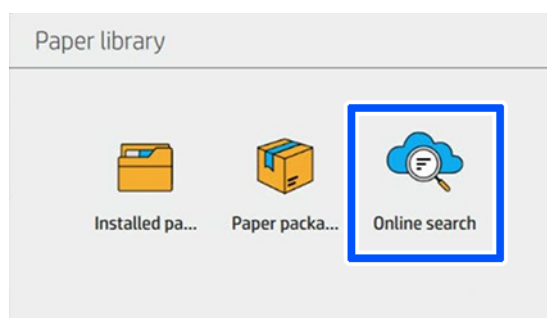 Paper library
Installed pa...
Paper packa...
Online search